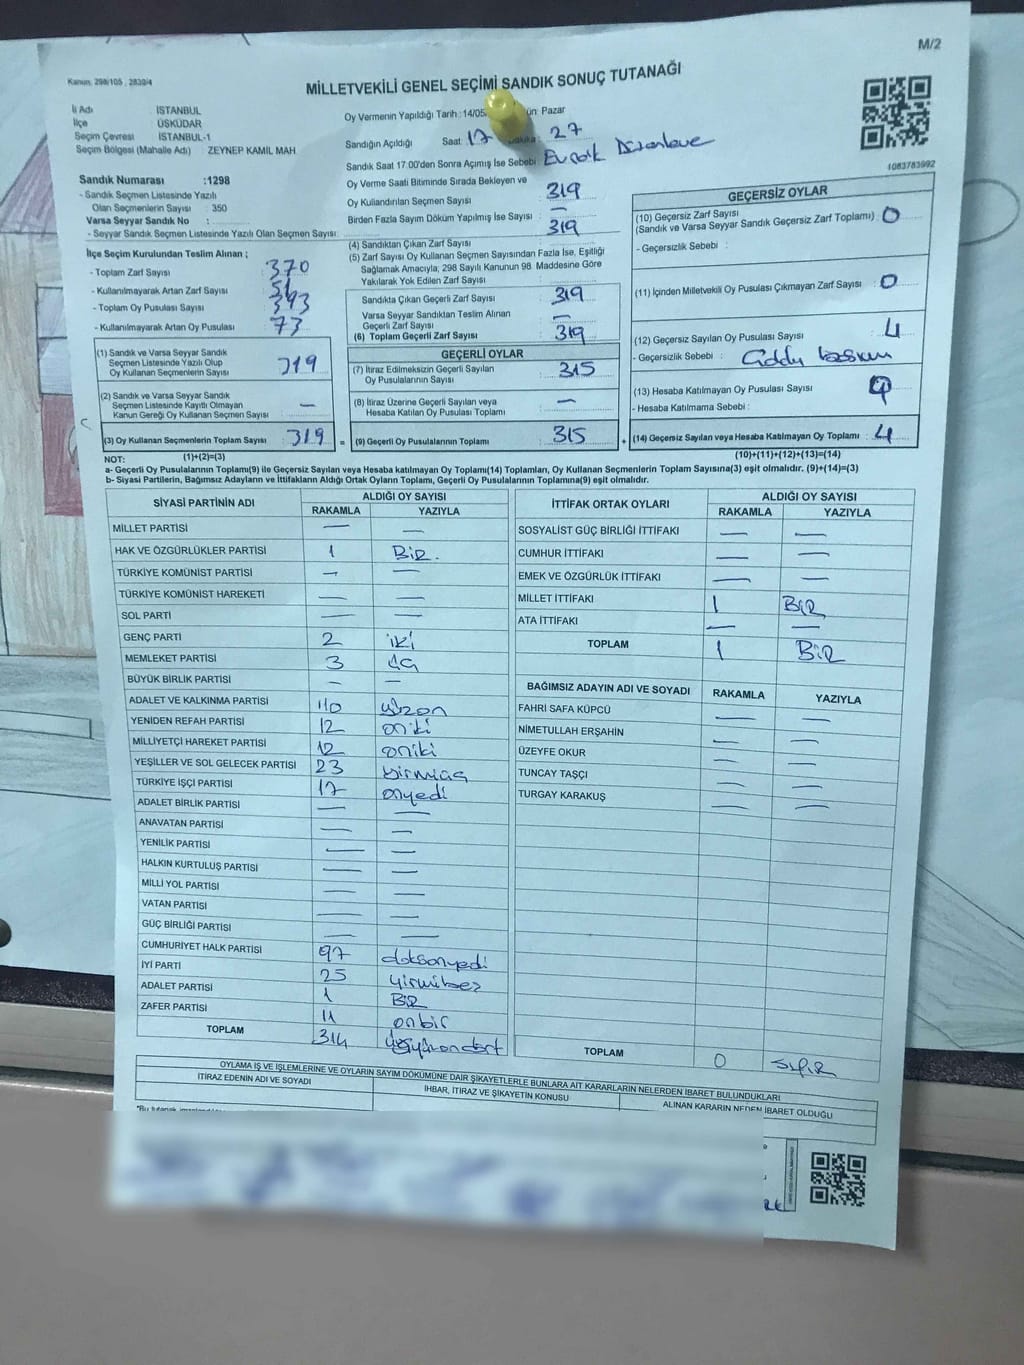 M/2
Kanun, 298/105 , 2839/4
MİLLETVEKİLİ GENEL SEÇİMİ SANDIK SONUÇ TUTANAĞI
İl Adı : İSTANBUL
İlçe : ÜSKÜDAR
Seçim Çevresi : İSTANBUL-1
Seçim Bölgesi (Mahalle Adı) : ZEYNEP KAMİL MAH
Sandık Numarası :1298
- Sandık Seçmen Listesinde Yazılı
Olan Seçmenlerin Sayısı : 350
Varsa Seyyar Sandık No :
- Seyyar Sandık Seçmen Listesinde Yazılı Olan Seçmen Sayısı:
Oy Vermenin Yapıldığı Tarih : 14/05 Pazar
Sandığın Açıldığı Saat: 17 : 27
Sandık Saat 17.00'den Sonra Açımış İse Sebebi: Evrak
Oy Verme Saati Bitiminde Sırada Bekleyen ve
Oy Kullandırılan Seçmen Sayısı : 319
Birden Fazla Sayım Döküm Yapılmış İse Sayısı : —
1083783992
İlçe Seçim Kurulundan Teslim Alınan ;
- Toplam Zarf Sayısı : 370
- Kullanılmayarak Artan Zarf Sayısı : 51
- Toplam Oy Pusulası Sayısı : 393
- Kullanılmayarak Artan Oy Pusulası : 73
(1) Sandık ve Varsa Seyyar Sandık
Seçmen Listesinde Yazılı Olup
Oy Kullanan Seçmenlerin Sayısı : 319
(2) Sandık ve Varsa Seyyar Sandık
Seçmen Listesinde Kayıtlı Olmayan
Kanun Gereği Oy Kullanan Seçmen Sayısı : —
(3) Oy Kullanan Seçmenlerin Toplam Sayısı : 319
(4) Sandıktan Çıkan Zarf Sayısı : 319
(5) Zarf Sayısı Oy Kullanan Seçmen Sayısından Fazla İse, Eşitliği
Sağlamak Amacıyla, 298 Sayılı Kanunun 98 Maddesine Göre
Yakılarak Yok Edilen Zarf Sayısı :
Sandıkta Çıkan Geçerli Zarf Sayısı : 319
Varsa Seyyar Sandıktan Teslim Alınan
Geçerli Zarf Sayısı : —
(6) Toplam Geçerli Zarf Sayısı : 319
GEÇERLİ OYLAR
(7) İtiraz Edilmeksizin Geçerli Sayılan
Oy Pusulalarının Sayısı : 315
(8) İtiraz Üzerine Geçerli Sayılan veya
Hesaba Katılan Oy Pusulası Toplamı : —
= (9) Geçerli Oy Pusulalarının Toplamı : 315
GEÇERSİZ OYLAR
(10) Geçersiz Zarf Sayısı
(Sandık ve Varsa Seyyar Sandık Geçersiz Zarf Toplamı) : 0
- Geçersizlik Sebebi :
(11) İçinden Milletvekili Oy Pusulası Çıkmayan Zarf Sayısı : 0
(12) Geçersiz Sayılan Oy Pusulası Sayısı : 4
- Geçersizlik Sebebi :
(13) Hesaba Katılmayan Oy Pusulası Sayısı :
- Hesaba Katılmama Sebebi :
+ (14) Geçersiz Sayılan veya Hesaba Katılmayan Oy Toplamı : 4
NOT: (1)+(2)=(3) (10)+(11)+(12)+(13)=(14)
a- Geçerli Oy Pusulalarının Toplamı(9) ile Geçersiz Sayılan veya Hesaba katılmayan Oy Toplamı(14) Toplamları, Oy Kullanan Seçmenlerin Toplam Sayısına(3) eşit olmalıdır. (9)+(14)=(3)
b- Siyasi Partilerin, Bağımsız Adayların ve İttifakların Aldığı Ortak Oyların Toplamı, Geçerli Oy Pusulalarının Toplamına(9) eşit olmalıdır.
SİYASİ PARTİNİN ADI ALDIĞI OY SAYISI
RAKAMLA YAZIYLA
MİLLET PARTİSİ — —
HAK VE ÖZGÜRLÜKLER PARTİSİ 1 BİR.
TÜRKİYE KOMÜNİST PARTİSİ — —
TÜRKİYE KOMÜNİST HAREKETİ — —
SOL PARTİ — —
GENÇ PARTİ 2 iki
MEMLEKET PARTİSİ 3 üç
BÜYÜK BİRLİK PARTİSİ — —
ADALET VE KALKINMA PARTİSİ 110 yüzon
YENİDEN REFAH PARTİSİ 12 oniki
MİLLİYETÇİ HAREKET PARTİSİ 12 oniki
YEŞİLLER VE SOL GELECEK PARTİSİ 23 yirmiüç
TÜRKİYE İŞÇİ PARTİSİ 17 onyedi
ADALET BİRLİK PARTİSİ — —
ANAVATAN PARTİSİ — —
YENİLİK PARTİSİ — —
HALKIN KURTULUŞ PARTİSİ — —
MİLLİ YOL PARTİSİ — —
VATAN PARTİSİ — —
GÜÇ BİRLİĞİ PARTİSİ — —
CUMHURİYET HALK PARTİSİ 97 doksanyedi
İYİ PARTİ 25 yirmibeş
ADALET PARTİSİ 1 BİR
ZAFER PARTİSİ 11 onbir
TOPLAM 314 üçyüzondört
İTTİFAK ORTAK OYLARI ALDIĞI OY SAYISI
RAKAMLA YAZIYLA
SOSYALİST GÜÇ BİRLİĞİ İTTİFAKI — —
CUMHUR İTTİFAKI — —
EMEK VE ÖZGÜRLÜK İTTİFAKI — —
MİLLET İTTİFAKI 1 BİR
ATA İTTİFAKI — —
TOPLAM 1 BİR
BAĞIMSIZ ADAYIN ADI VE SOYADI RAKAMLA YAZIYLA
FAHRİ SAFA KÜPCÜ — —
NİMETULLAH ERŞAHİN — —
ÜZEYFE OKUR — —
TUNCAY TAŞÇI — —
TURGAY KARAKUŞ — —
TOPLAM 0 SIFIR
OYLAMA İŞ VE İŞLEMLERİNE VE OYLARIN SAYIM DÖKÜMÜNE DAİR ŞİKAYETLERLE BUNLARA AİT KARARLARIN NELERDEN İBARET BULUNDUKLARI
İTİRAZ EDENİN ADI VE SOYADI İHBAR, İTİRAZ VE ŞİKAYETİN KONUSU ALINAN KARARIN NEDEN İBARET OLDUĞU